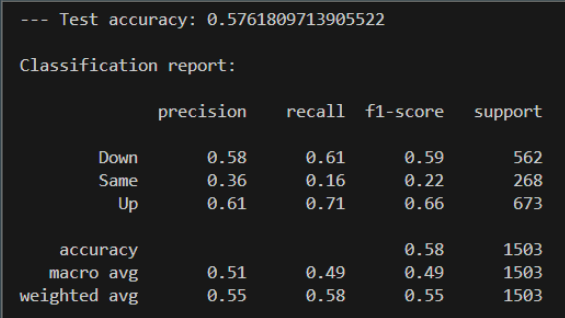 --- Test accuracy: 0.5761809713905522
Classification report:
precision recall f1-score support
Down 0.58 0.61 0.59 562
Same 0.36 0.16 0.22 268
Up 0.61 0.71 0.66 673
accuracy 0.58 1503
macro avg 0.51 0.49 0.49 1503
weighted avg 0.55 0.58 0.55 1503